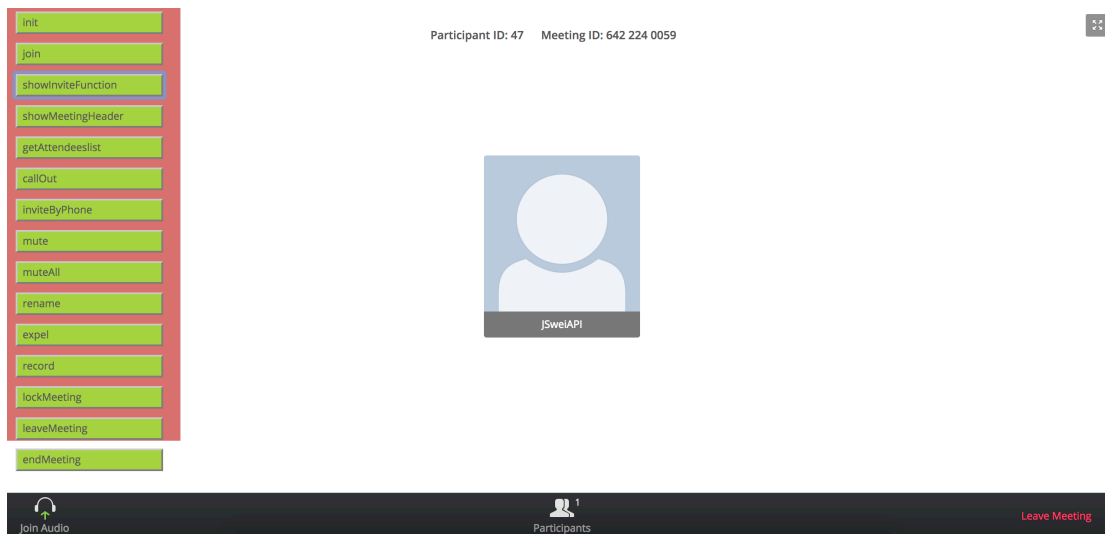 init
join
showInviteFunction
showMeetingHeader
getAttendeeslist
callOut
inviteByPhone
mute
muteAll
rename
expel
record
lockMeeting
leaveMeeting
endMeeting
Participant ID: 47 Meeting ID: 642 224 0059
JSweiAPI
Join Audio
1
Participants
Leave Meeting